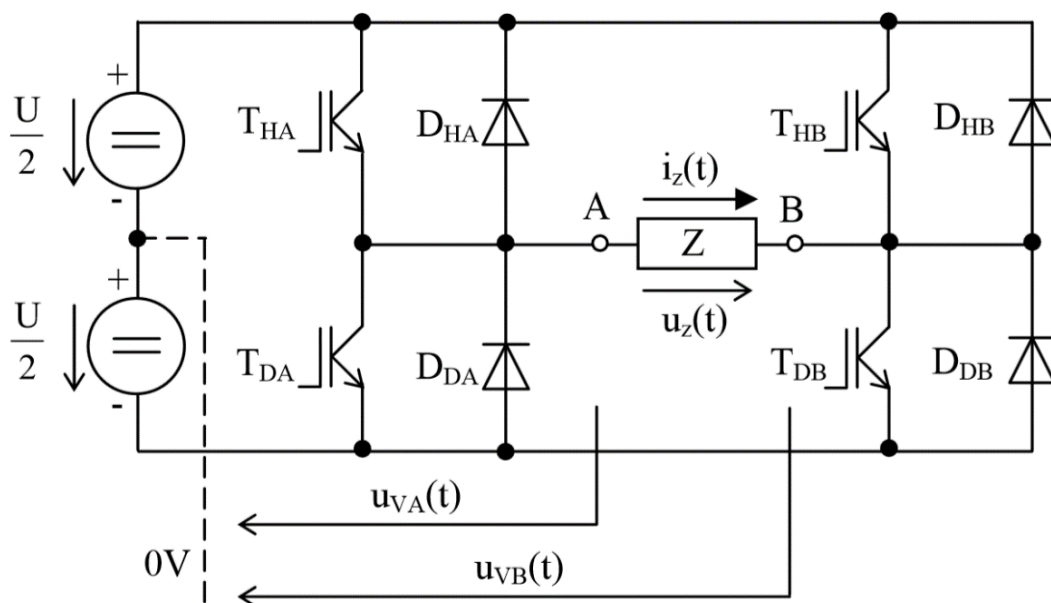 +
U
2
-
+
U
2
-
T_HA
D_HA
T_HB
D_HB
i_z(t)
A
Z
B
u_z(t)
T_DA
D_DA
T_DB
D_DB
u_VA(t)
0V
u_VB(t)